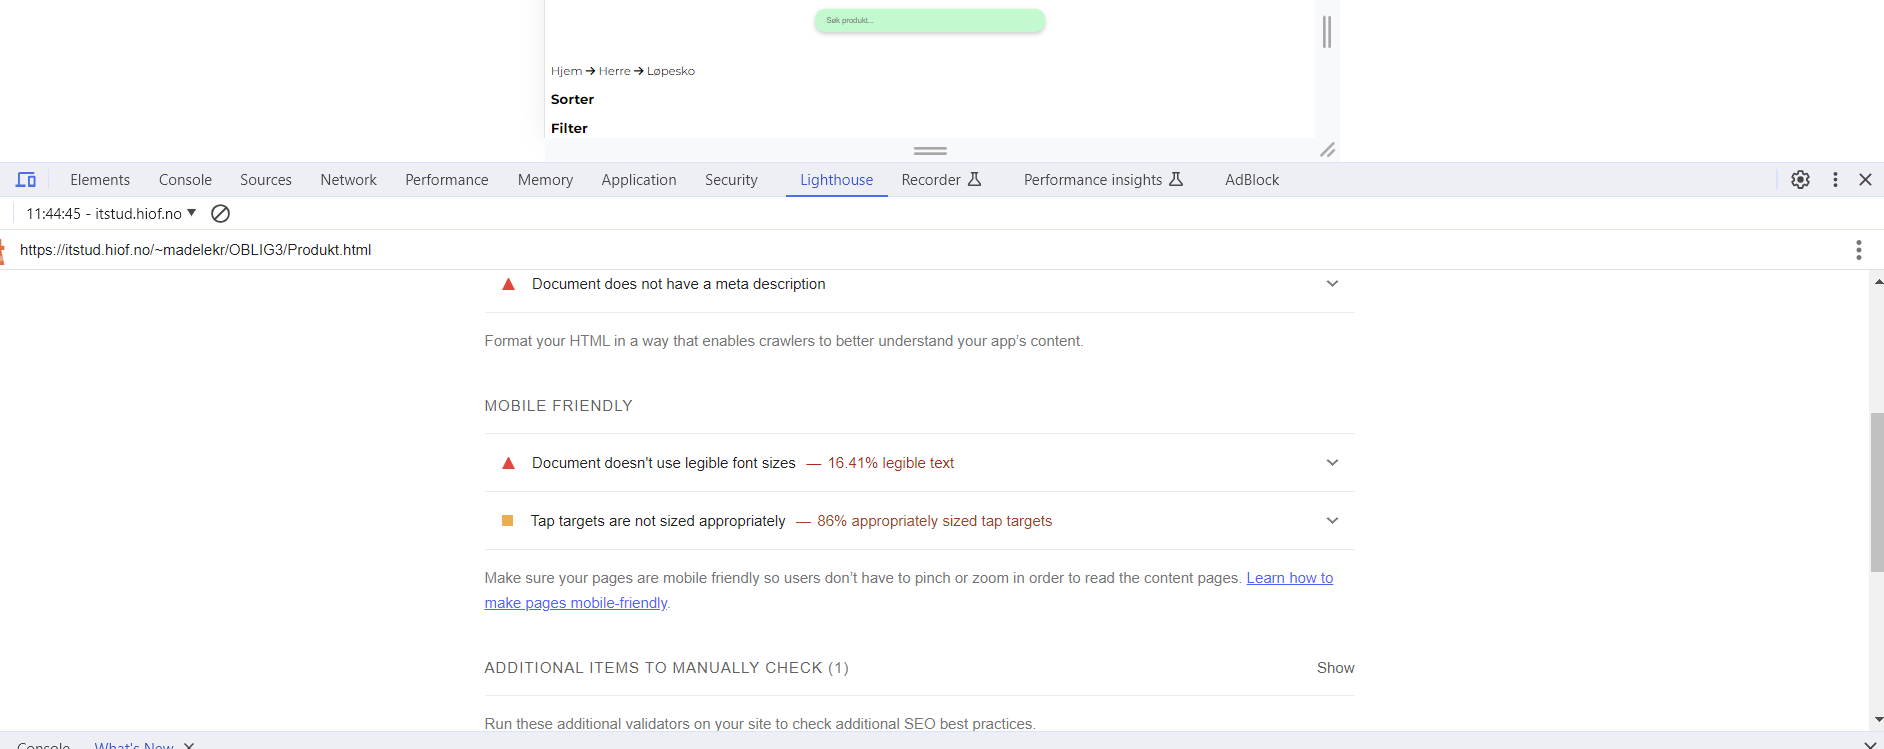 Søk produkt...
Hjem → Herre → Løpesko
Sorter
Filter
Elements Console Sources Network Performance Memory Application Security Lighthouse Recorder Performance insights AdBlock
11:44:45 - itstud.hiof.no
https://itstud.hiof.no/~madelekr/OBLIG3/Produkt.html
Document does not have a meta description
Format your HTML in a way that enables crawlers to better understand your app’s content.
MOBILE FRIENDLY
Document doesn't use legible font sizes — 16.41% legible text
Tap targets are not sized appropriately — 86% appropriately sized tap targets
Make sure your pages are mobile friendly so users don’t have to pinch or zoom in order to read the content pages. Learn how to
make pages mobile-friendly.
ADDITIONAL ITEMS TO MANUALLY CHECK (1) Show
Run these additional validators on your site to check additional SEO best practices.
Console What's New